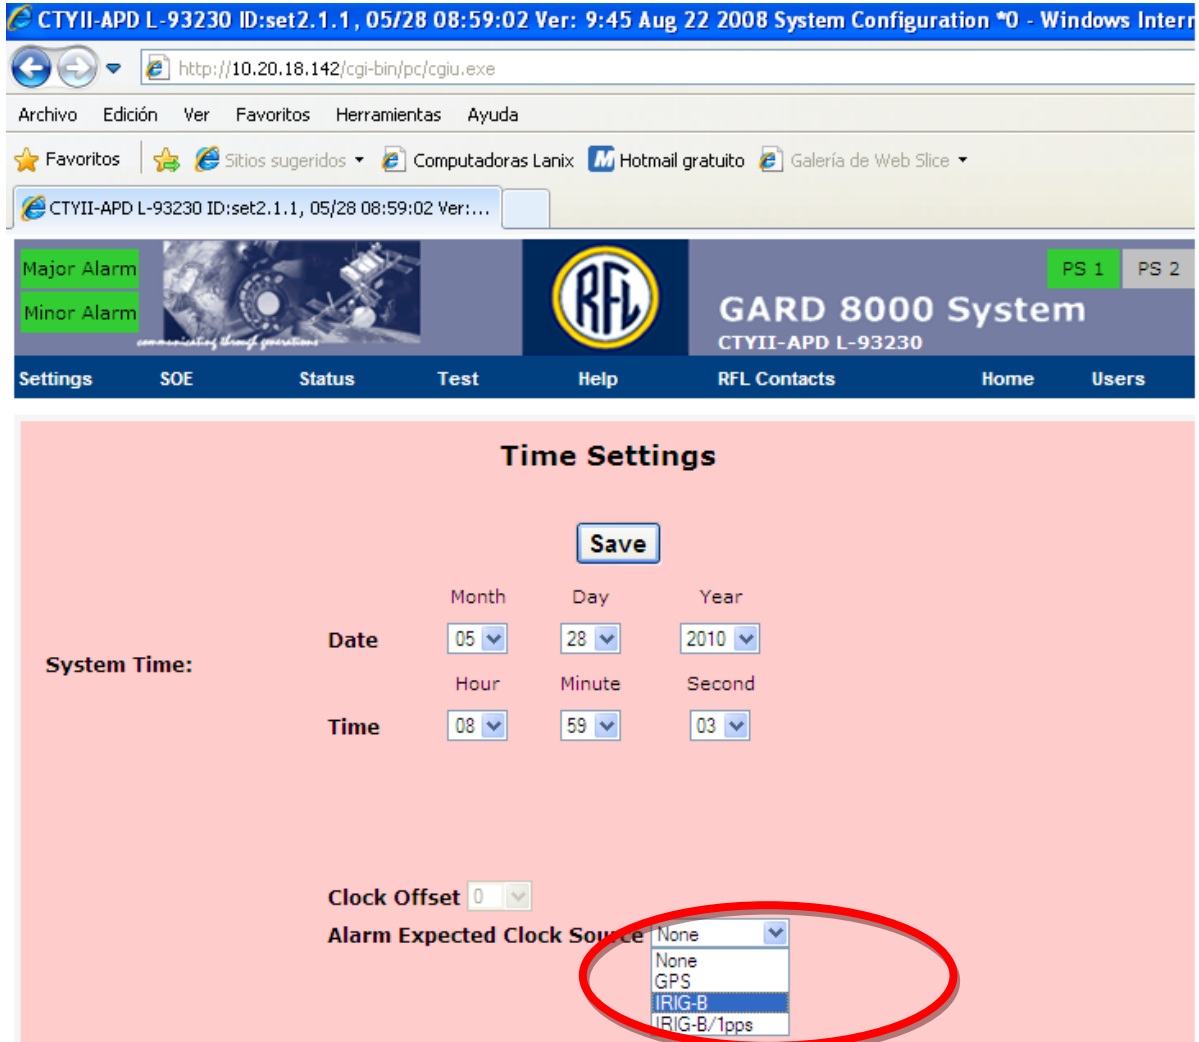 CTYII-APD L-93230 ID:set2.1.1, 05/28 08:59:02 Ver: 9:45 Aug 22 2008 System Configuration *0 - Windows Intern
http://10.20.18.142/cgi-bin/pc/cgiu.exe
Archivo Edición Ver Favoritos Herramientas Ayuda
Favoritos Sitios sugeridos Computadoras Lanix Hotmail gratuito Galería de Web Slice
CTYII-APD L-93230 ID:set2.1.1, 05/28 08:59:02 Ver:...
Major Alarm
Minor Alarm
communicating through generations
RFL
PS 1 PS 2
GARD 8000 System
CTYII-APD L-93230
Settings SOE Status Test Help RFL Contacts Home Users
Time Settings
Save
Month Day Year
Date 05 28 2010
System Time:
Hour Minute Second
Time 08 59 03
Clock Offset 0
Alarm Expected Clock Source None
None
GPS
IRIG-B
IRIG-B/1pps